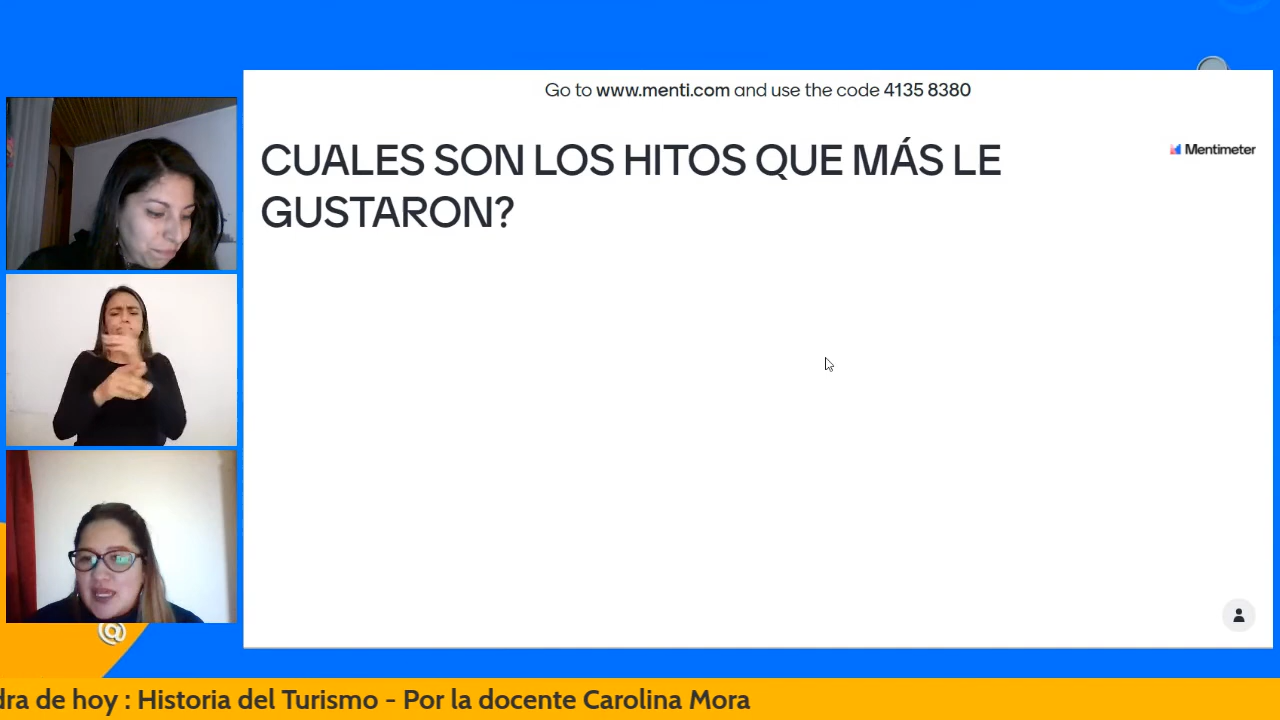 Go to www.menti.com and use the code 4135 8380
CUALES SON LOS HITOS QUE MÁS LE
GUSTARON?
Mentimeter
@
dra de hoy : Historia del Turismo - Por la docente Carolina Mora